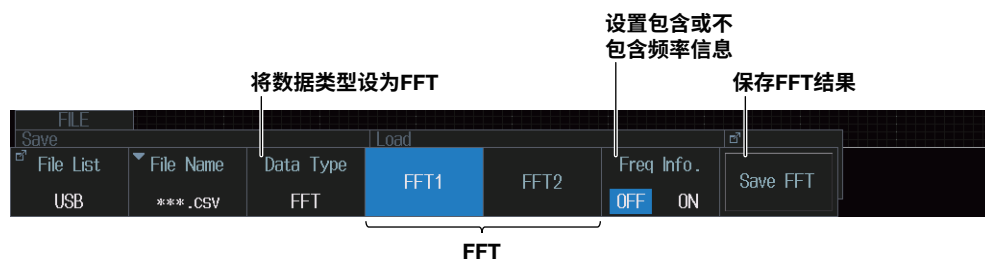 设置包含或不
包含频率信息
将数据类型设为FFT
保存FFT结果
FILE
Save
Load
File List
File Name
Data Type
FFT1
FFT2
Freq Info.
Save FFT
USB
***.csv
FFT
OFF ON
FFT